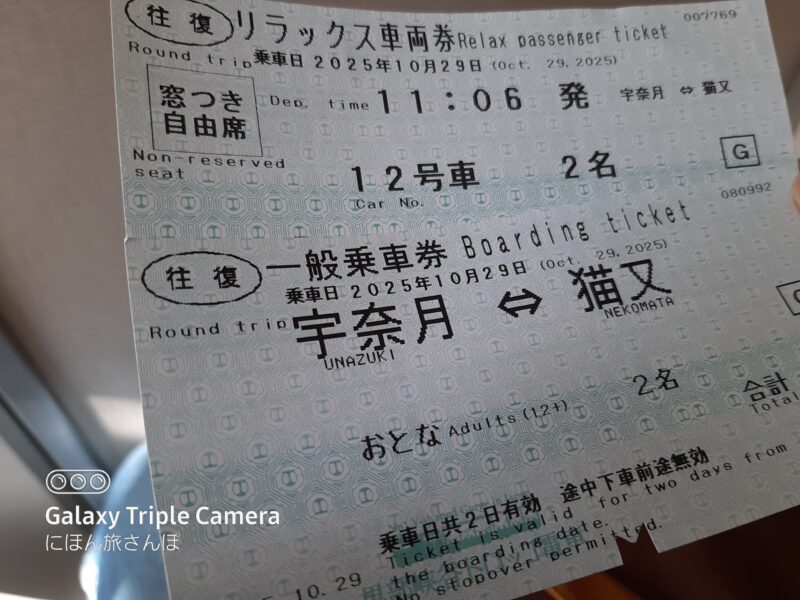 往復 リラックス車両券 Relax passenger ticket 007769
Round trip 乗車日 2025年10月29日 (Oct. 29.2025)
窓つき
自由席
Dep. time 11:06 発 宇奈月 ⇔ 猫又
Non-reserved
seat
12号車 2名 G
Car No.
080992
往復 一般乗車券 Boarding ticket
乗車日 2025年10月29日 (Oct. 29.2025)
Round trip 宇奈月 ⇔ 猫又
UNAZUKI NEKOMATA
おとな Adults(12+) 2名 合計
Total
乗車日共2日有効 途中下車前途無効
Ticket is valid for two days from
the boarding date.
No stopover permitted.
10.29
Galaxy Triple Camera
にほん旅さんぽ